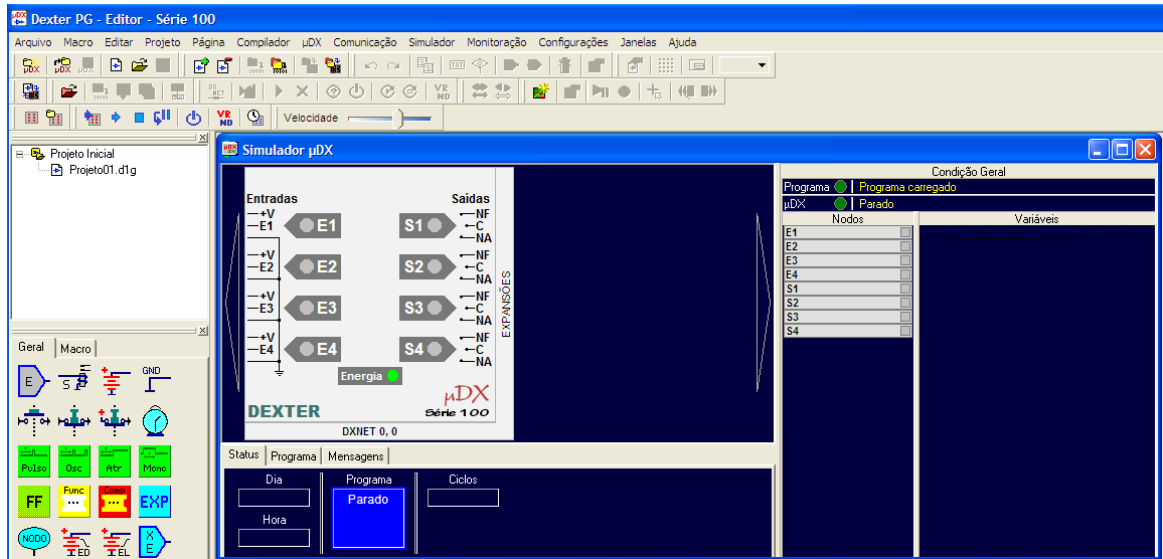 Dexter PG - Editor - Série 100
Arquivo Macro Editar Projeto Página Compilador µDX Comunicação Simulador Monitoração Configurações Janelas Ajuda
Velocidade
Projeto Inicial
Projeto01.d1g
Geral Macro
E
GND
Pulso Osc Atr Mono
FF Func Comp EXP
NODO ED EL X E
Simulador µDX
Entradas Saídas
+V NF
E1 E1 S1 C
NA
+V NF
E2 E2 S2 C
NA
+V NF
E3 E3 S3 C
NA
+V NF
E4 E4 S4 C
NA
EXPANSÕES
Energia
µDX
DEXTER Série 100
DXNET 0, 0
Status Programa Mensagens
Dia Programa Ciclos
Parado
Hora
Condição Geral
Programa Programa carregado
µDX Parado
Nodos Variáveis
E1
E2
E3
E4
S1
S2
S3
S4